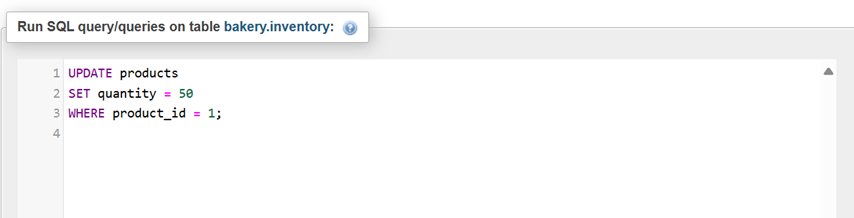 Run SQL query/queries on table bakery.inventory:
1 UPDATE products
2 SET quantity = 50
3 WHERE product_id = 1;
4